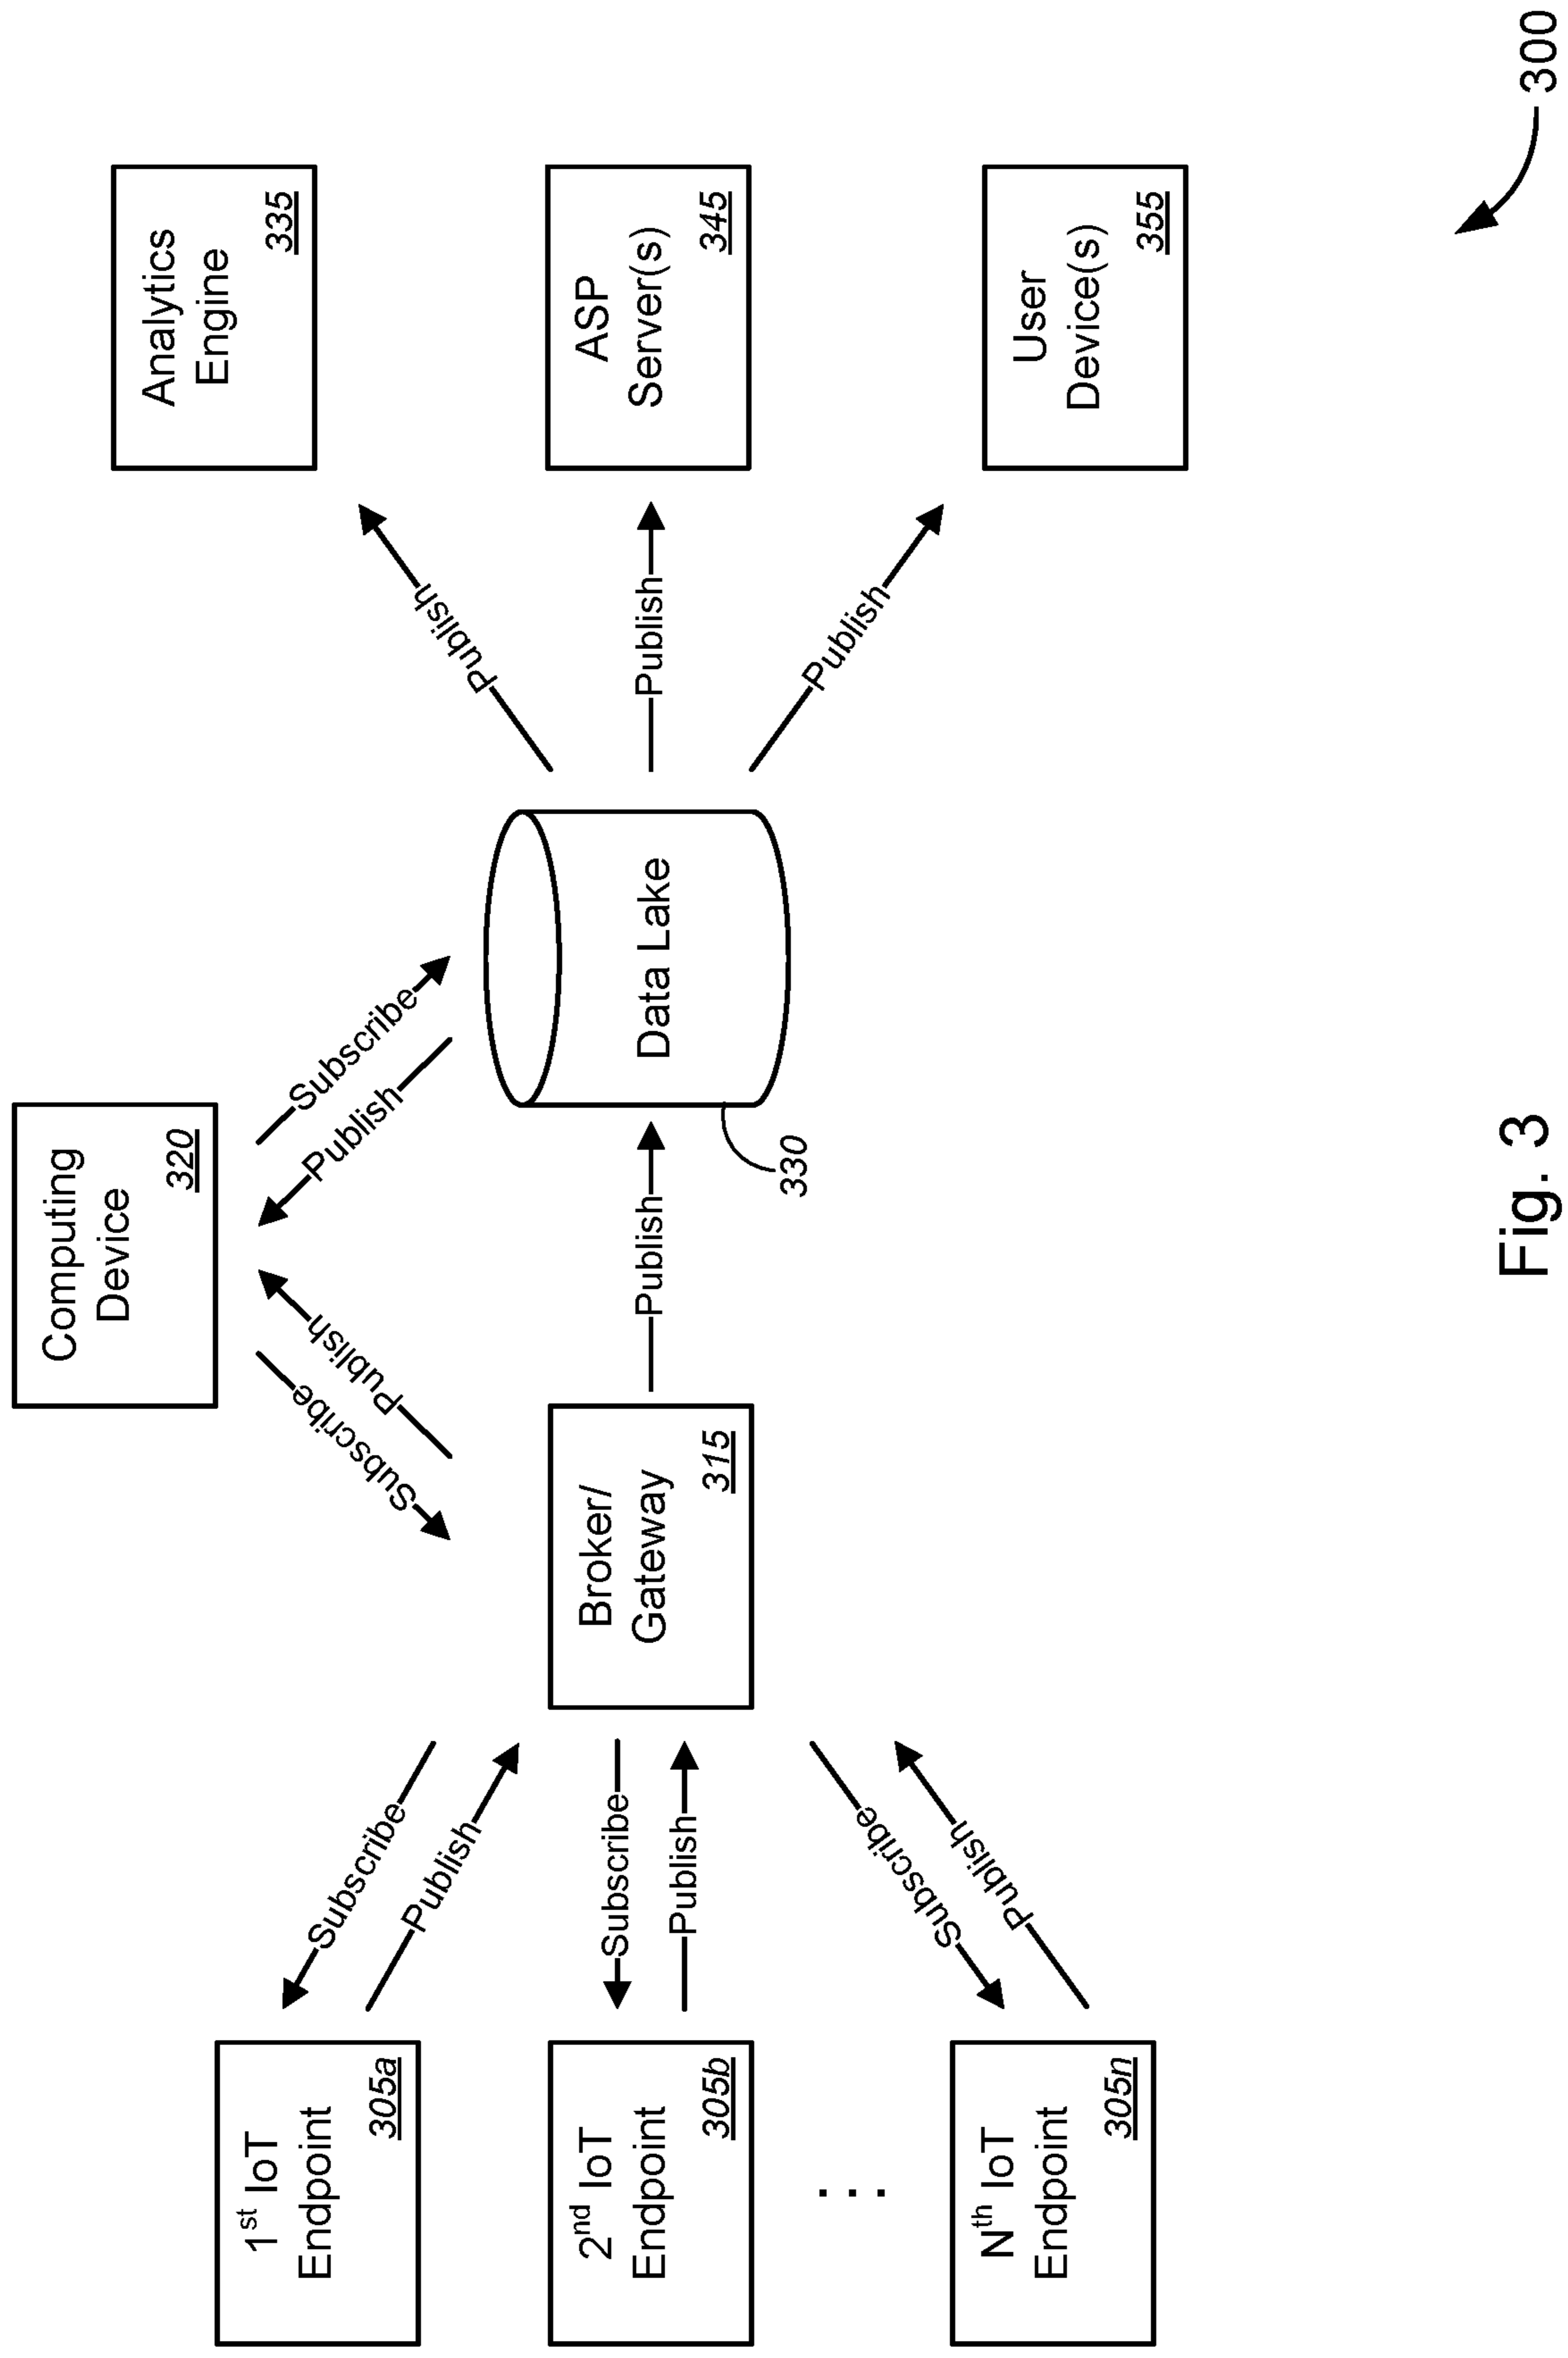 Computing
Device
320
1st IoT
Endpoint
305a
2nd IoT
Endpoint
305b
...
Nth IoT
Endpoint
305n
Subscribe
Publish
Subscribe
Publish
Subscribe
Publish
Broker/
Gateway
315
Subscribe
Publish
Publish
Subscribe
Publish
Data Lake
330
Publish
Publish
Publish
Analytics
Engine
335
ASP
Server(s)
345
User
Device(s)
355
300
Fig. 3